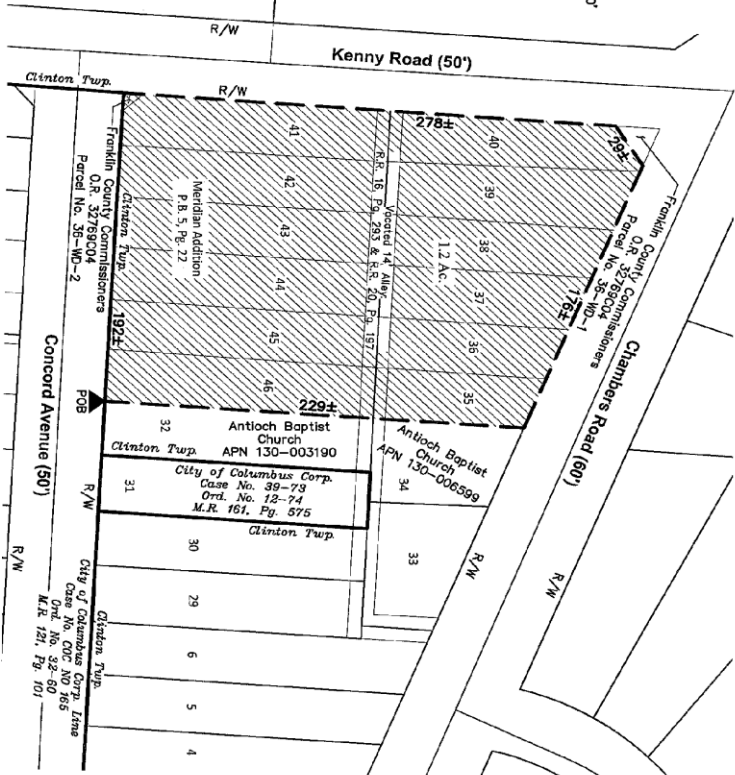 R/W
Kenny Road (50')
Clinton Twp.
R/W
278±
29±
Franklin County Commissioners
O.R. 32769C04
Parcel No. 36-WD-1
176±
Chambers Road (60')
41
42
43
44
45
46
40
39
38
37
36
35
Vacated 14' Alley
R.R. 16, Pg. 293 & R.R. 20, Pg. 197
1.2 Ac.
Meridian Addition
P.B. 5, Pg. 22
Clinton Twp.
Franklin County Commissioners
O.R. 32769C04
Parcel No. 36-WD-2
192±
Concord Avenue (50')
POB
229±
32
Antioch Baptist
Church
APN 130-003190
Clinton Twp.
Antioch Baptist
Church
APN 130-006599
34
33
31
City of Columbus Corp.
Case No. 39-73
Ord. No. 12-74
M.R. 161, Pg. 575
Clinton Twp.
R/W
R/W
R/W
R/W
30
29
6
5
4
Clinton Twp.
City of Columbus Corp. Line
Case No. COC NO 165
Ord. No. 32-60
M.R. 121, Pg. 101